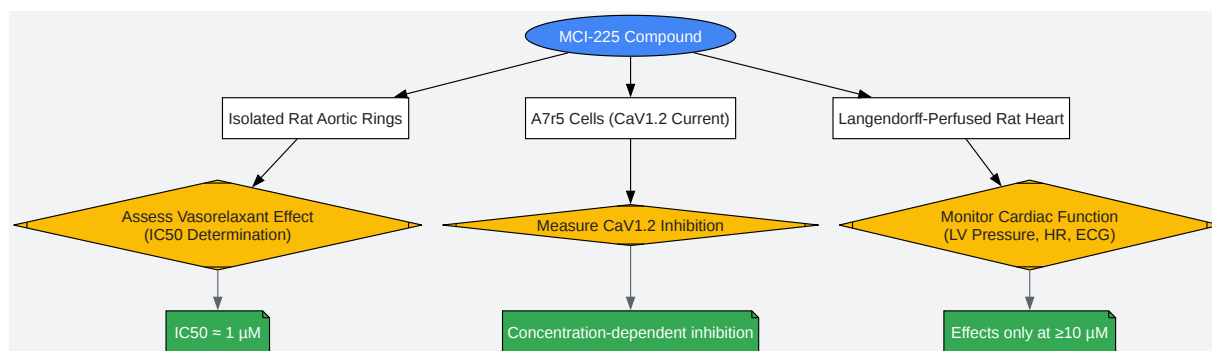 MCI-225 Compound
Isolated Rat Aortic Rings
A7r5 Cells (CaV1.2 Current)
Langendorff-Perfused Rat Heart
Assess Vasorelaxant Effect
(IC50 Determination)
Measure CaV1.2 Inhibition
Monitor Cardiac Function
(LV Pressure, HR, ECG)
IC50 ≈ 1 µM
Concentration-dependent inhibition
Effects only at ≥10 µM